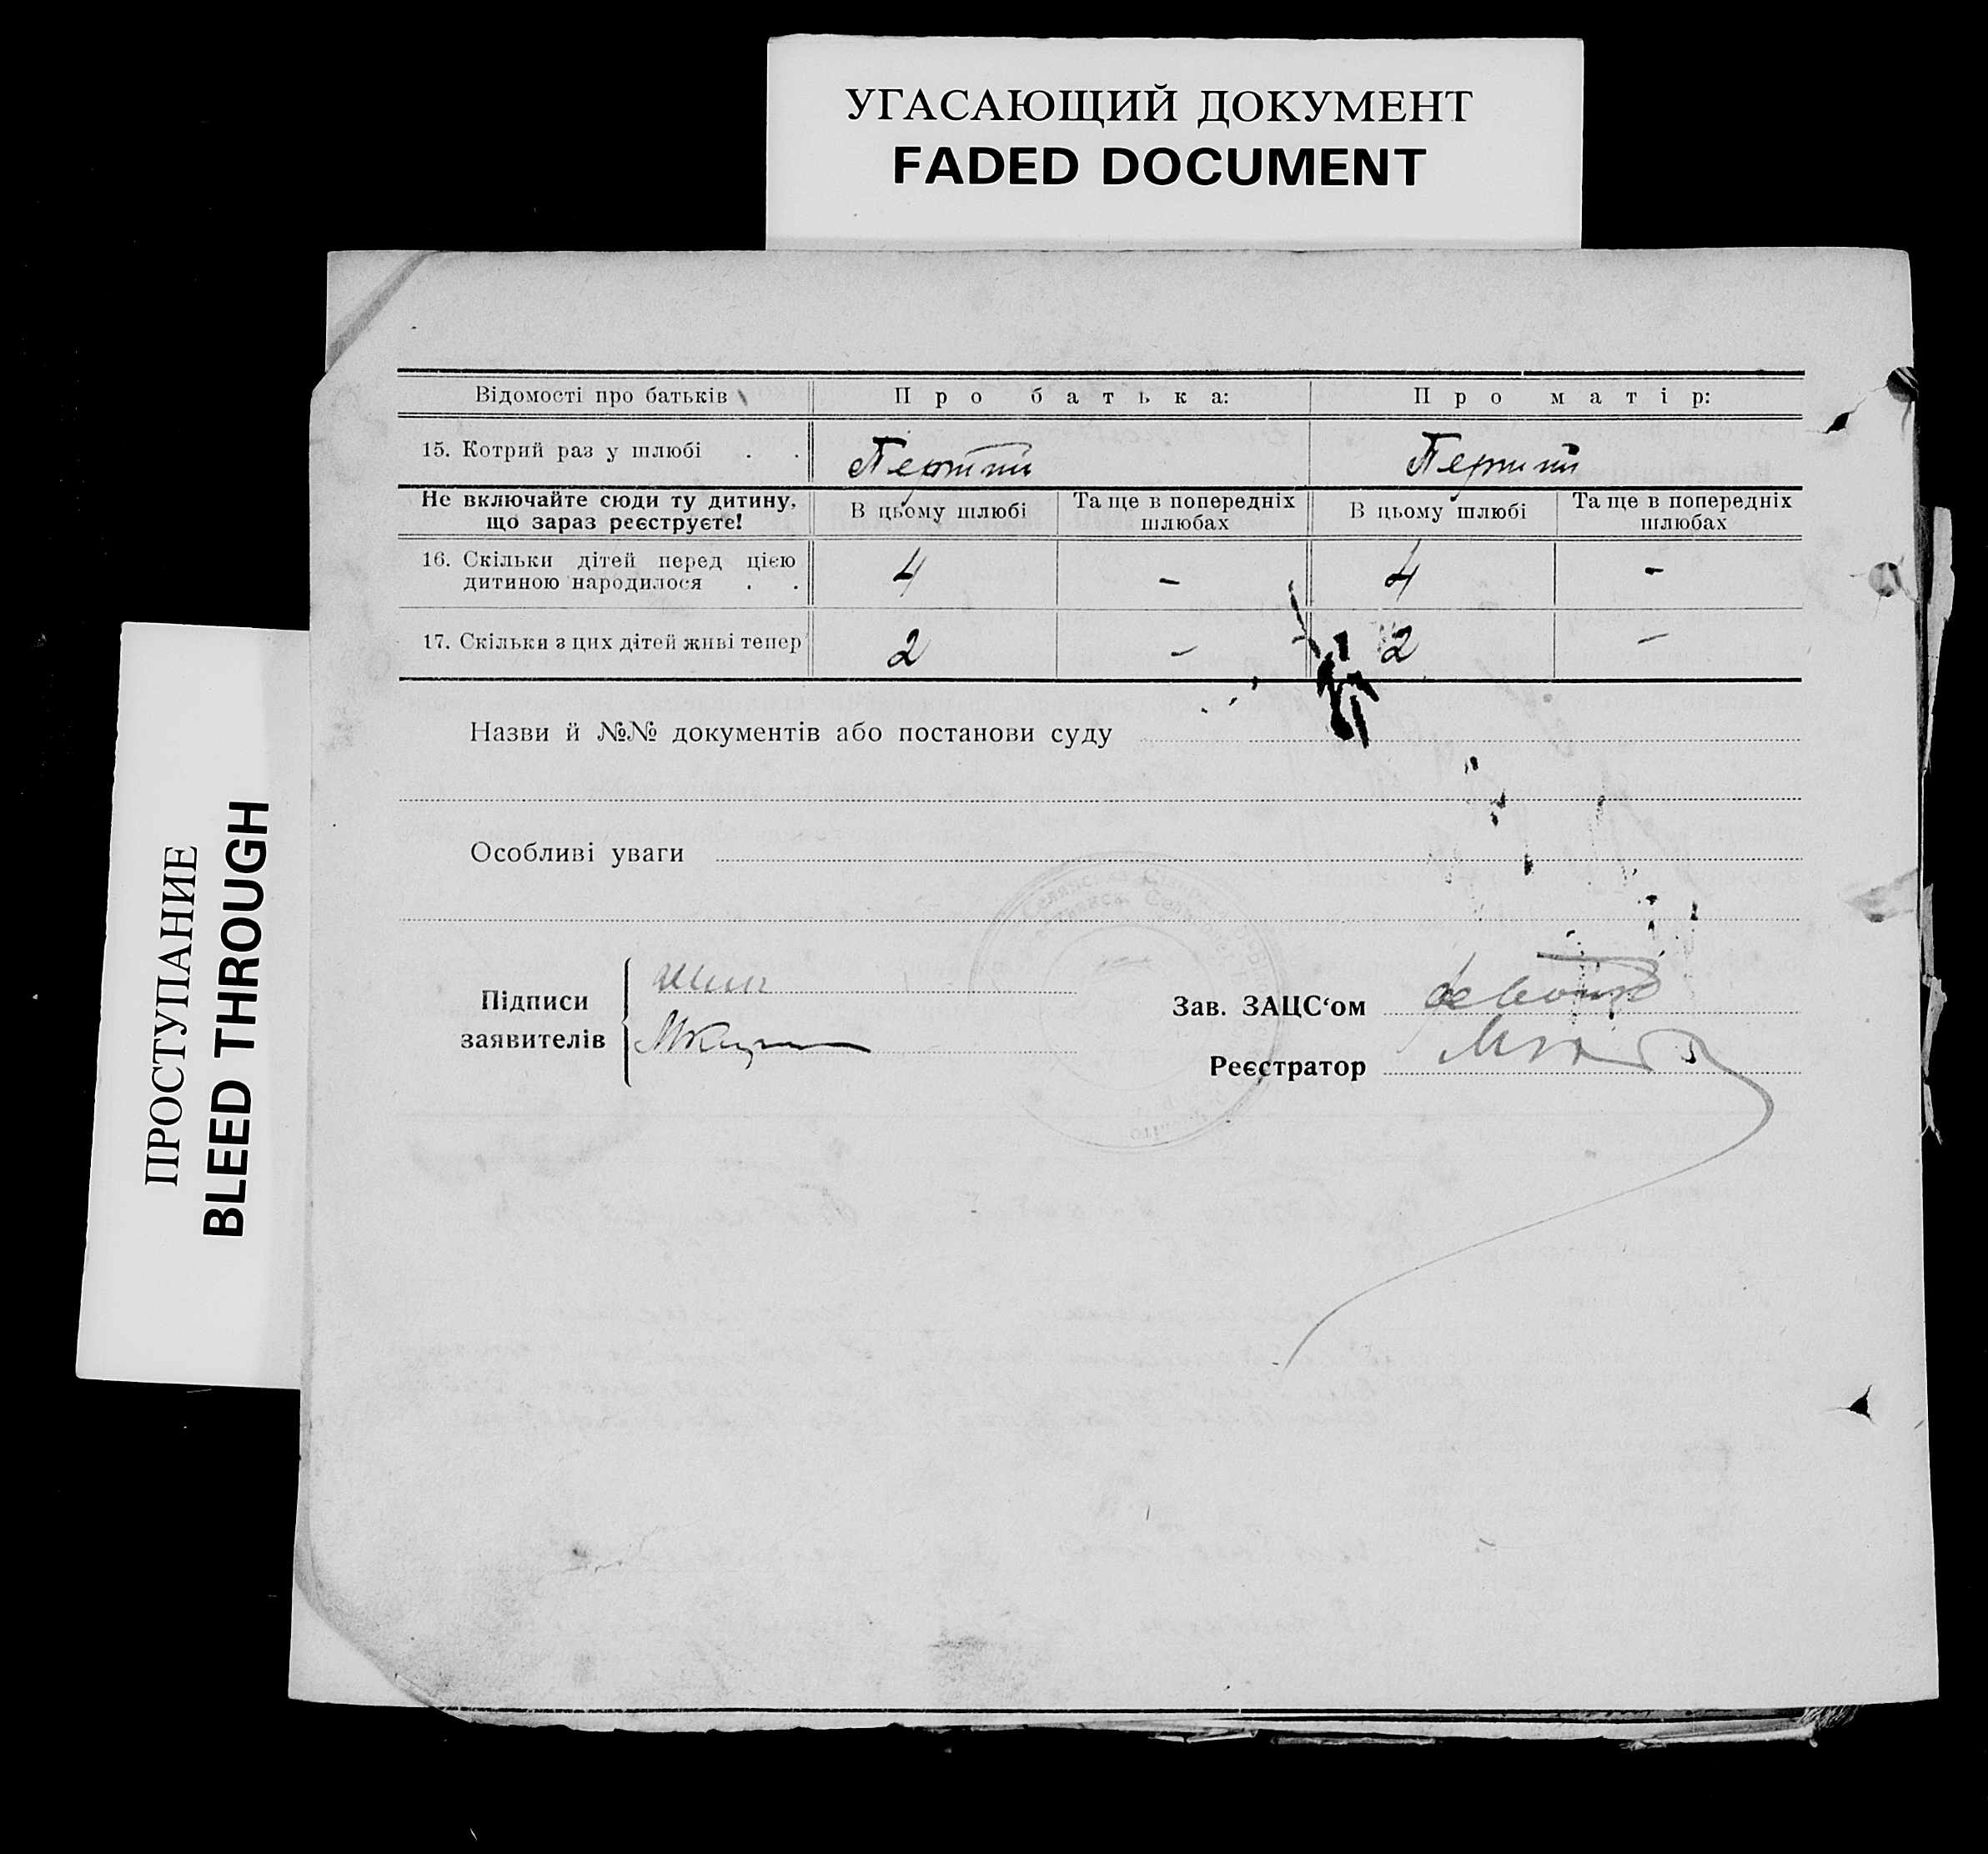 УГАСАЮЩИЙ ДОКУМЕНТ
FADED DOCUMENT
ПРОСТУПАНИЕ
BLEED THROUGH
Відомості про батьків Про батька: Про матір:
15. Котрий раз у шлюбі . . Перший Перший
Не включайте сюди ту дитину, що зараз реєструєте! В цьому шлюбі Та ще в попередніх шлюбах В цьому шлюбі Та ще в попередніх шлюбах
16. Скільки дітей перед цією дитиною народилося . . 4 - 4 -
17. Скільки з цих дітей живі тепер 2 - 2 -
Назви й №№ документів або постанови суду
Особливі уваги
Підписи заявителів
Зав. ЗАЦС‘ом
Реєстратор